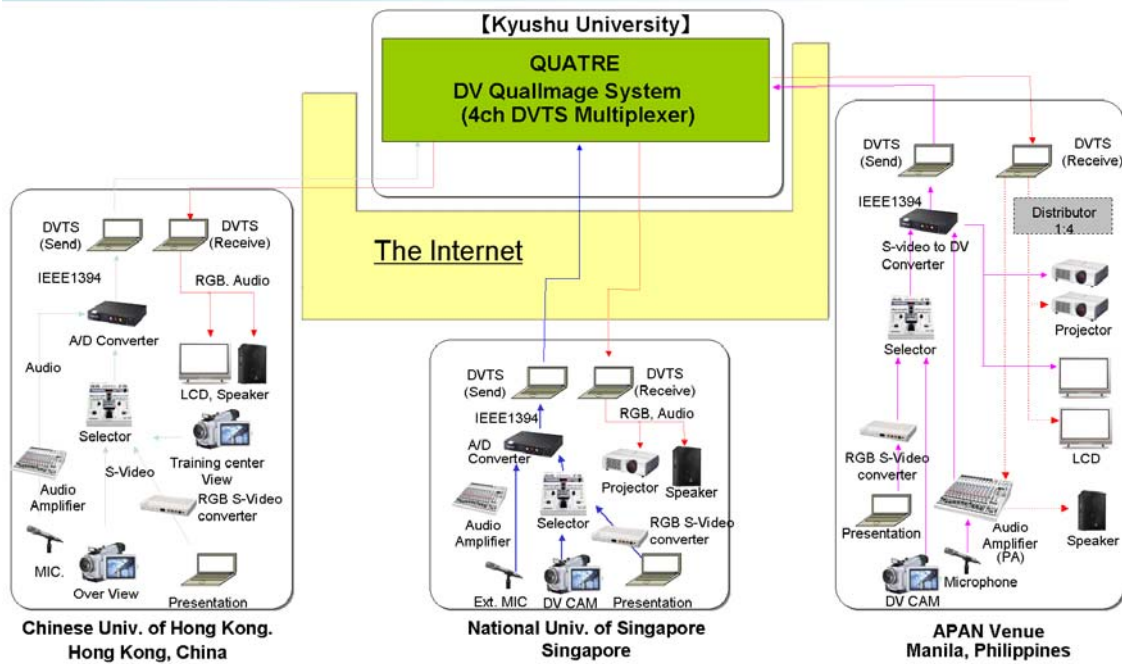 【Kyushu University】
QUATRE
DV QualImage System
(4ch DVTS Multiplexer)
The Internet
DVTS
(Send)
DVTS
(Receive)
IEEE1394
RGB. Audio
A/D Converter
Audio
LCD, Speaker
Selector
Training center
View
S-Video
Audio
Amplifier
RGB S-Video
converter
MIC.
Over View
Presentation
Chinese Univ. of Hong Kong.
Hong Kong, China
DVTS
(Send)
DVTS
(Receive)
IEEE1394
RGB, Audio
A/D
Converter
Projector
Speaker
Audio
Amplifier
Selector
RGB S-Video
converter
Ext. MIC
DV CAM
Presentation
National Univ. of Singapore
Singapore
DVTS
(Send)
DVTS
(Receive)
IEEE1394
Distributor
1:4
S-video to DV
Converter
Projector
Selector
LCD
RGB S-Video
converter
Presentation
Audio
Amplifier
(PA)
Speaker
Microphone
DV CAM
APAN Venue
Manila, Philippines